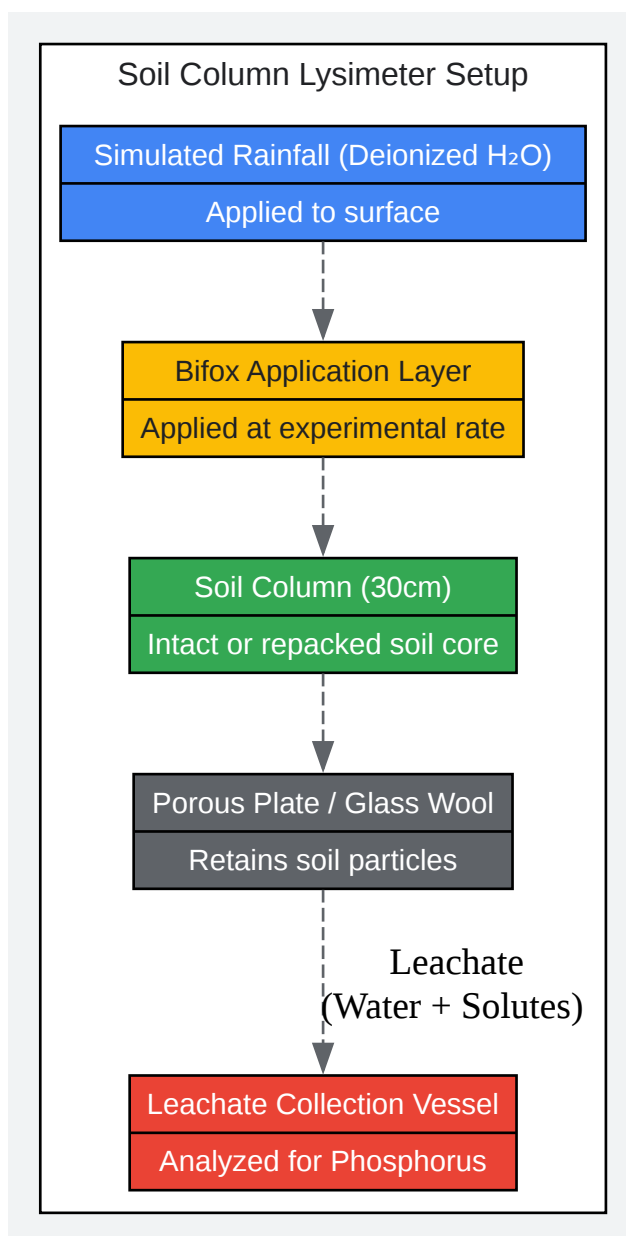 Soil Column Lysimeter Setup
Simulated Rainfall (Deionized H₂O)
Applied to surface
Bifox Application Layer
Applied at experimental rate
Soil Column (30cm)
Intact or repacked soil core
Porous Plate / Glass Wool
Retains soil particles
Leachate
(Water + Solutes)
Leachate Collection Vessel
Analyzed for Phosphorus